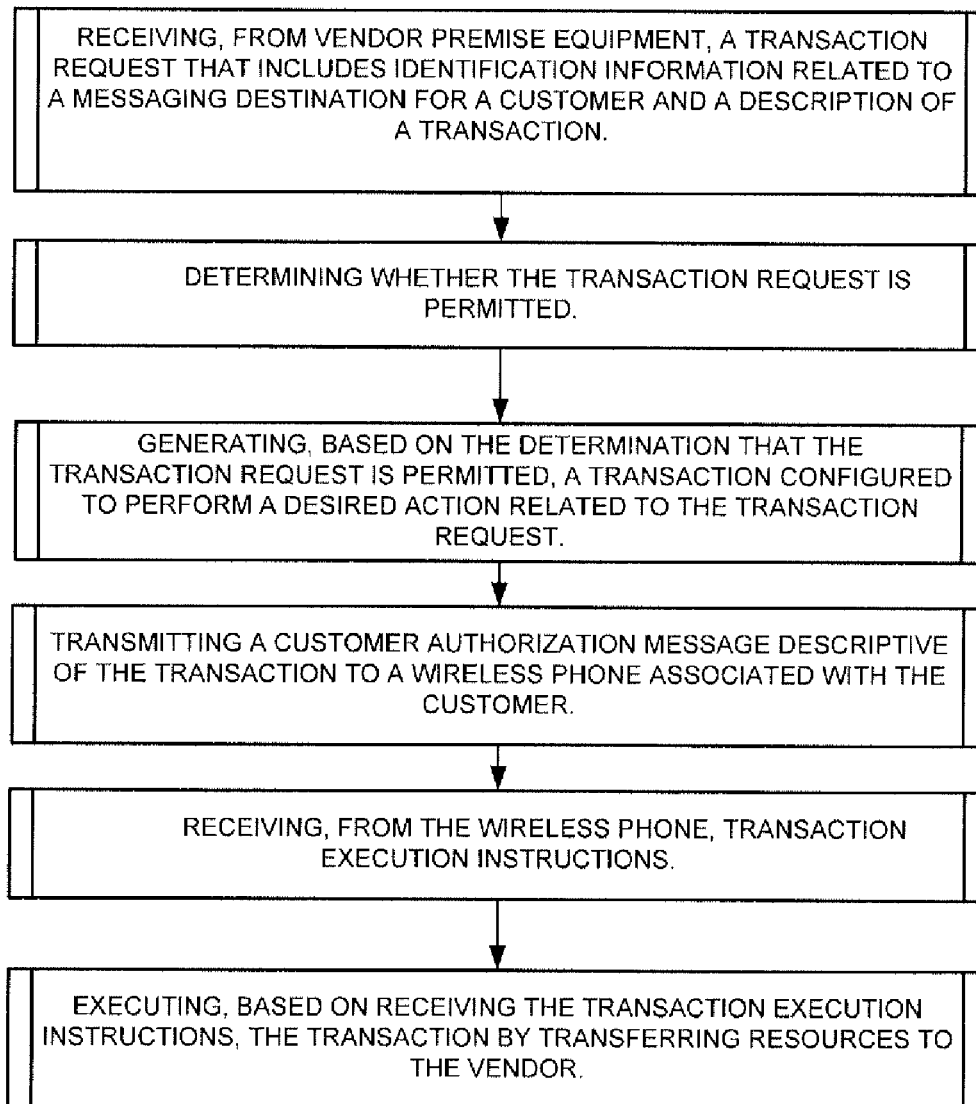 RECEIVING, FROM VENDOR PREMISE EQUIPMENT, A TRANSACTION
REQUEST THAT INCLUDES IDENTIFICATION INFORMATION RELATED TO
A MESSAGING DESTINATION FOR A CUSTOMER AND A DESCRIPTION OF
A TRANSACTION.
DETERMINING WHETHER THE TRANSACTION REQUEST IS
PERMITTED.
GENERATING, BASED ON THE DETERMINATION THAT THE
TRANSACTION REQUEST IS PERMITTED, A TRANSACTION CONFIGURED
TO PERFORM A DESIRED ACTION RELATED TO THE TRANSACTION
REQUEST.
TRANSMITTING A CUSTOMER AUTHORIZATION MESSAGE DESCRIPTIVE
OF THE TRANSACTION TO A WIRELESS PHONE ASSOCIATED WITH THE
CUSTOMER.
RECEIVING, FROM THE WIRELESS PHONE, TRANSACTION
EXECUTION INSTRUCTIONS.
EXECUTING, BASED ON RECEIVING THE TRANSACTION EXECUTION
INSTRUCTIONS, THE TRANSACTION BY TRANSFERRING RESOURCES TO
THE VENDOR.